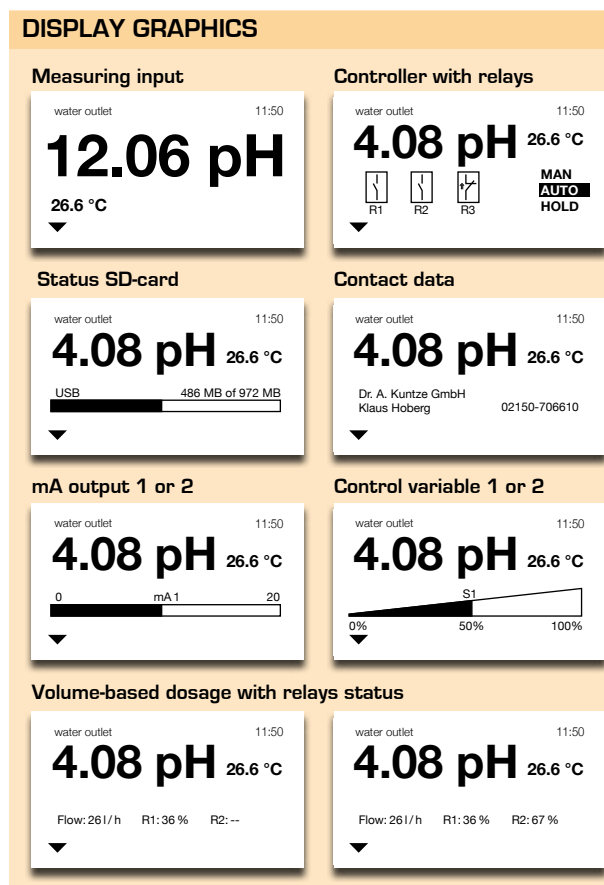 DISPLAY GRAPHICS
Measuring input
water outlet 11:50
12.06 pH
26.6 °C
Controller with relays
water outlet 11:50
4.08 pH 26.6 °C
R1 R2 R3
MAN
AUTO
HOLD
Status SD-card
water outlet 11:50
4.08 pH 26.6 °C
USB 486 MB of 972 MB
Contact data
water outlet 11:50
4.08 pH 26.6 °C
Dr. A. Kuntze GmbH
Klaus Hoberg 02150-706610
mA output 1 or 2
water outlet 11:50
4.08 pH 26.6 °C
0 mA 1 20
Control variable 1 or 2
water outlet 11:50
4.08 pH 26.6 °C
S1
0% 50% 100%
Volume-based dosage with relays status
water outlet 11:50
4.08 pH 26.6 °C
Flow: 26 l / h R1: 36 % R2: --
water outlet 11:50
4.08 pH 26.6 °C
Flow: 26 l / h R1: 36 % R2: 67 %